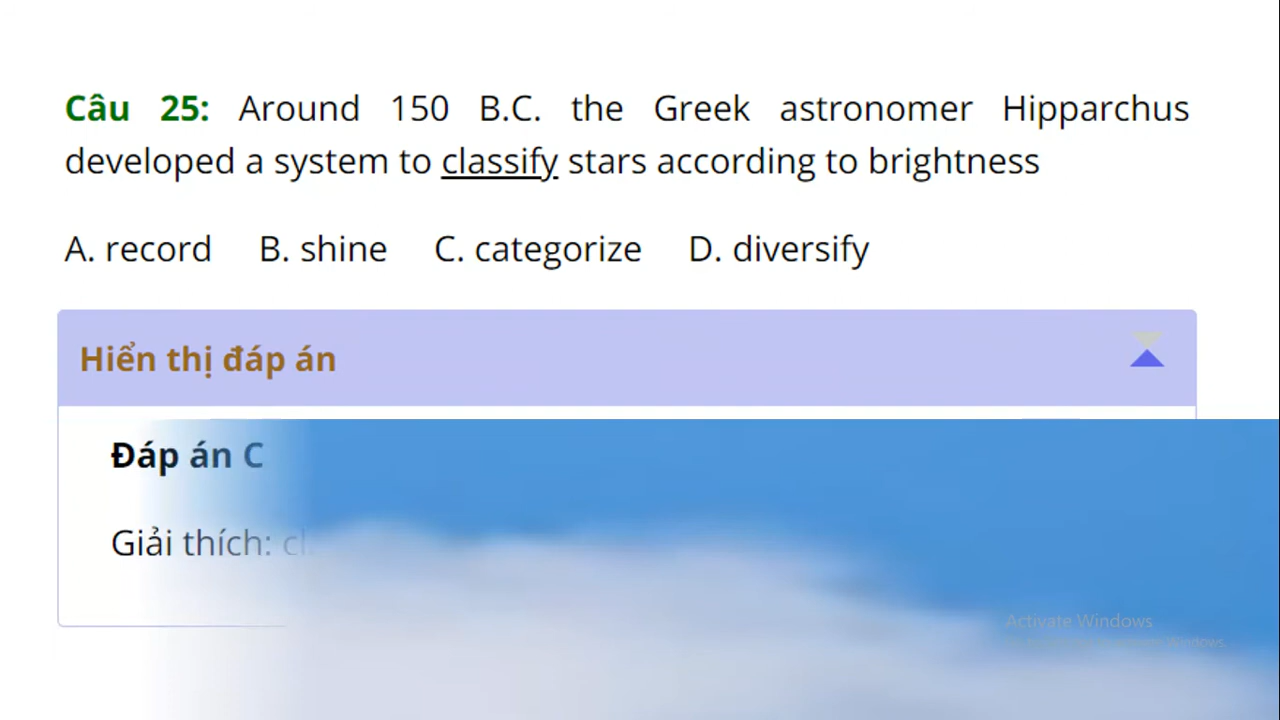 Câu 25: Around 150 B.C. the Greek astronomer Hipparchus
developed a system to classify stars according to brightness
A. record B. shine C. categorize D. diversify
Hiển thị đáp án
Đáp án C
Giải thích:
Activate Windows